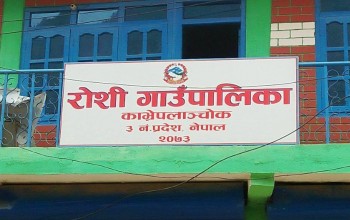 रोशी गाउँपालिका
काभ्रेपलाञ्चोक
३ नं.प्रदेश, नेपाल
२०७३